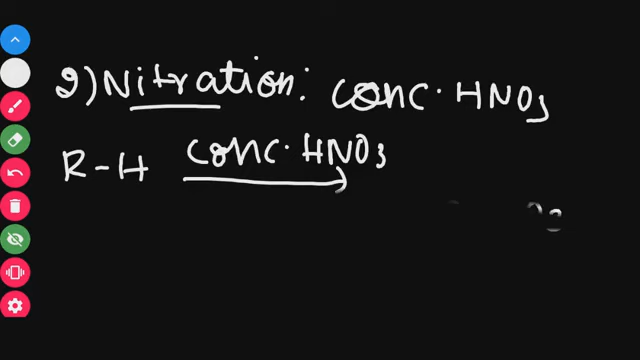 2) Nitration: conc. HNO3
R-H conc. HNO3 →